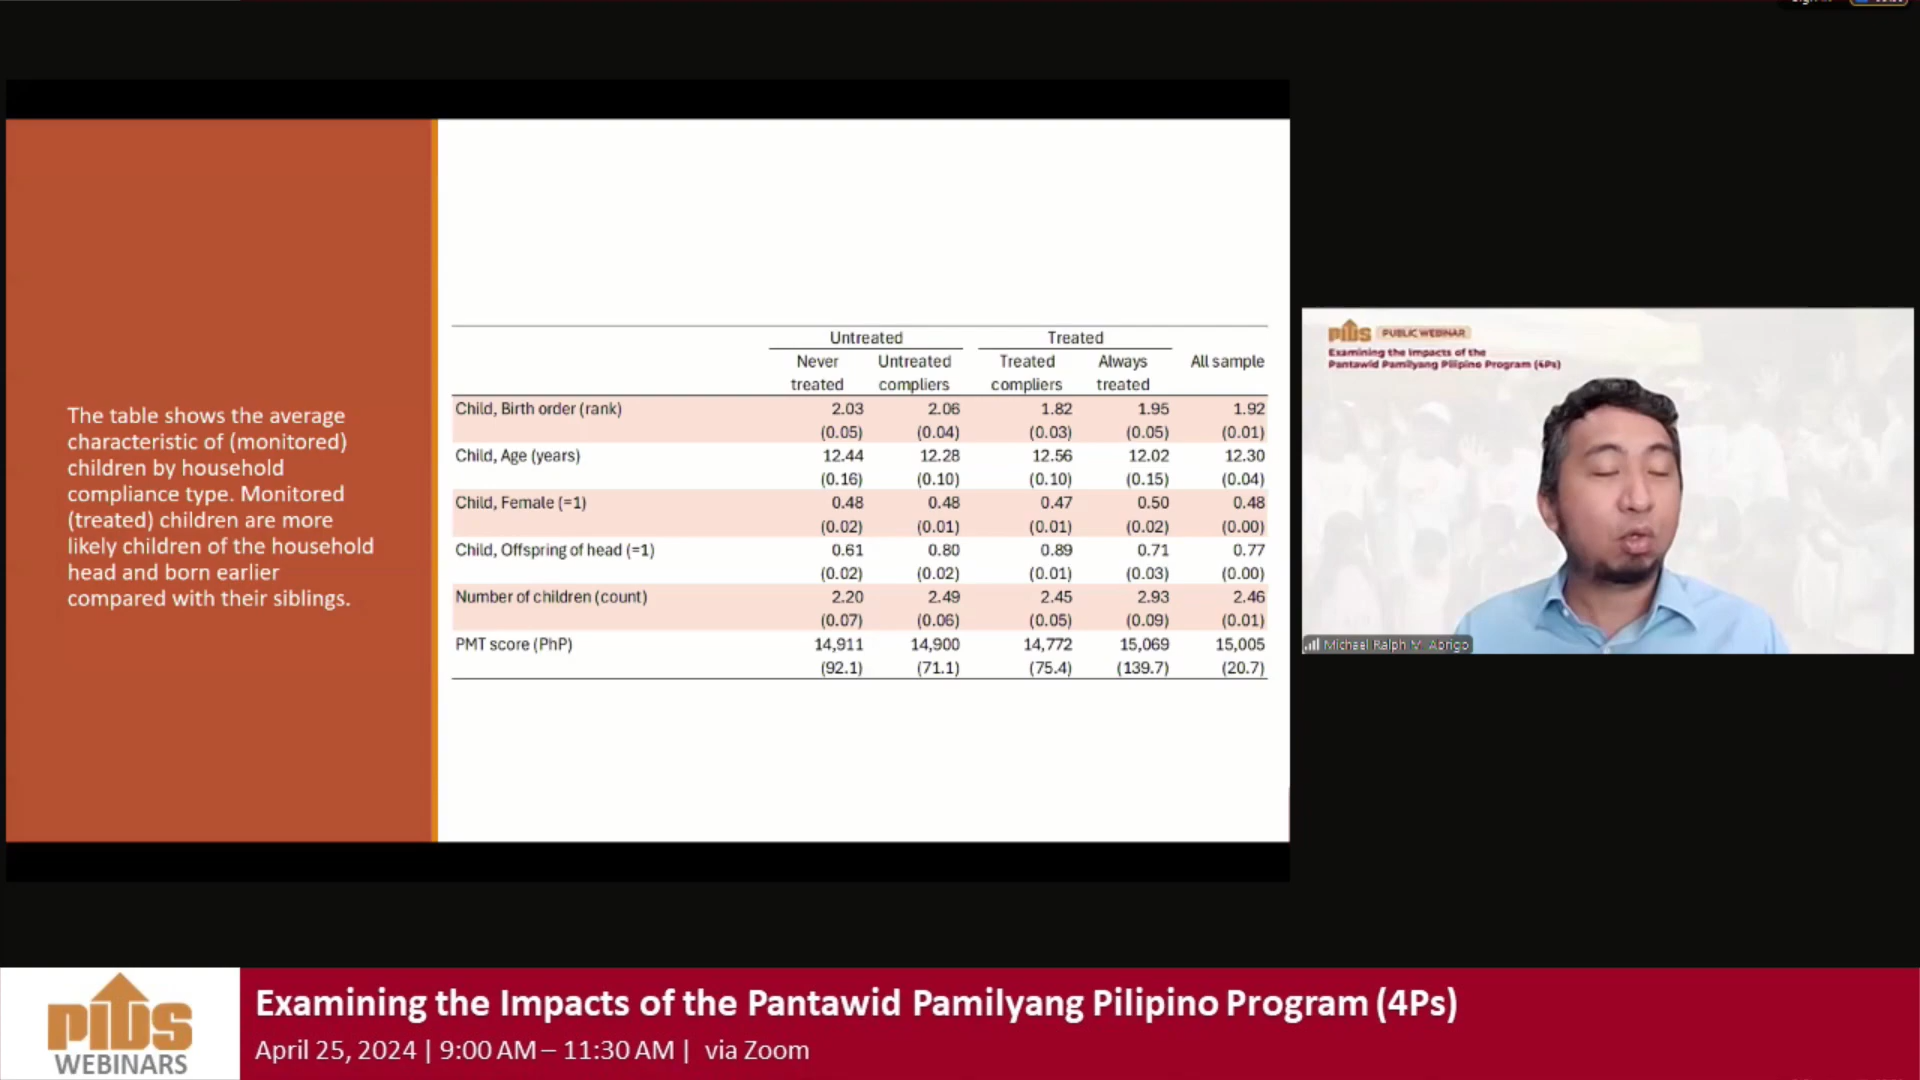 The table shows the average
characteristic of (monitored)
children by household
compliance type. Monitored
(treated) children are more
likely children of the household
head and born earlier
compared with their siblings.
Untreated Treated
Never Untreated Treated Always All sample
treated compliers compliers treated
Child, Birth order (rank) 2.03 2.06 1.82 1.95 1.92
(0.05) (0.04) (0.03) (0.05) (0.01)
Child, Age (years) 12.44 12.28 12.56 12.02 12.30
(0.16) (0.10) (0.10) (0.15) (0.04)
Child, Female (=1) 0.48 0.48 0.47 0.50 0.48
(0.02) (0.01) (0.01) (0.02) (0.00)
Child, Offspring of head (=1) 0.61 0.80 0.89 0.71 0.77
(0.02) (0.02) (0.01) (0.03) (0.00)
Number of children (count) 2.20 2.49 2.45 2.93 2.46
(0.07) (0.06) (0.05) (0.09) (0.01)
PMT score (PhP) 14,911 14,900 14,772 15,069 15,005
(92.1) (71.1) (75.4) (139.7) (20.7)
PIDS PUBLIC WEBINAR
Examining the Impacts of the
Pantawid Pamilyang Pilipino Program (4Ps)
Michael Ralph M. Abrigo
PIDS
WEBINARS
Examining the Impacts of the Pantawid Pamilyang Pilipino Program (4Ps)
April 25, 2024 | 9:00 AM – 11:30 AM | via Zoom